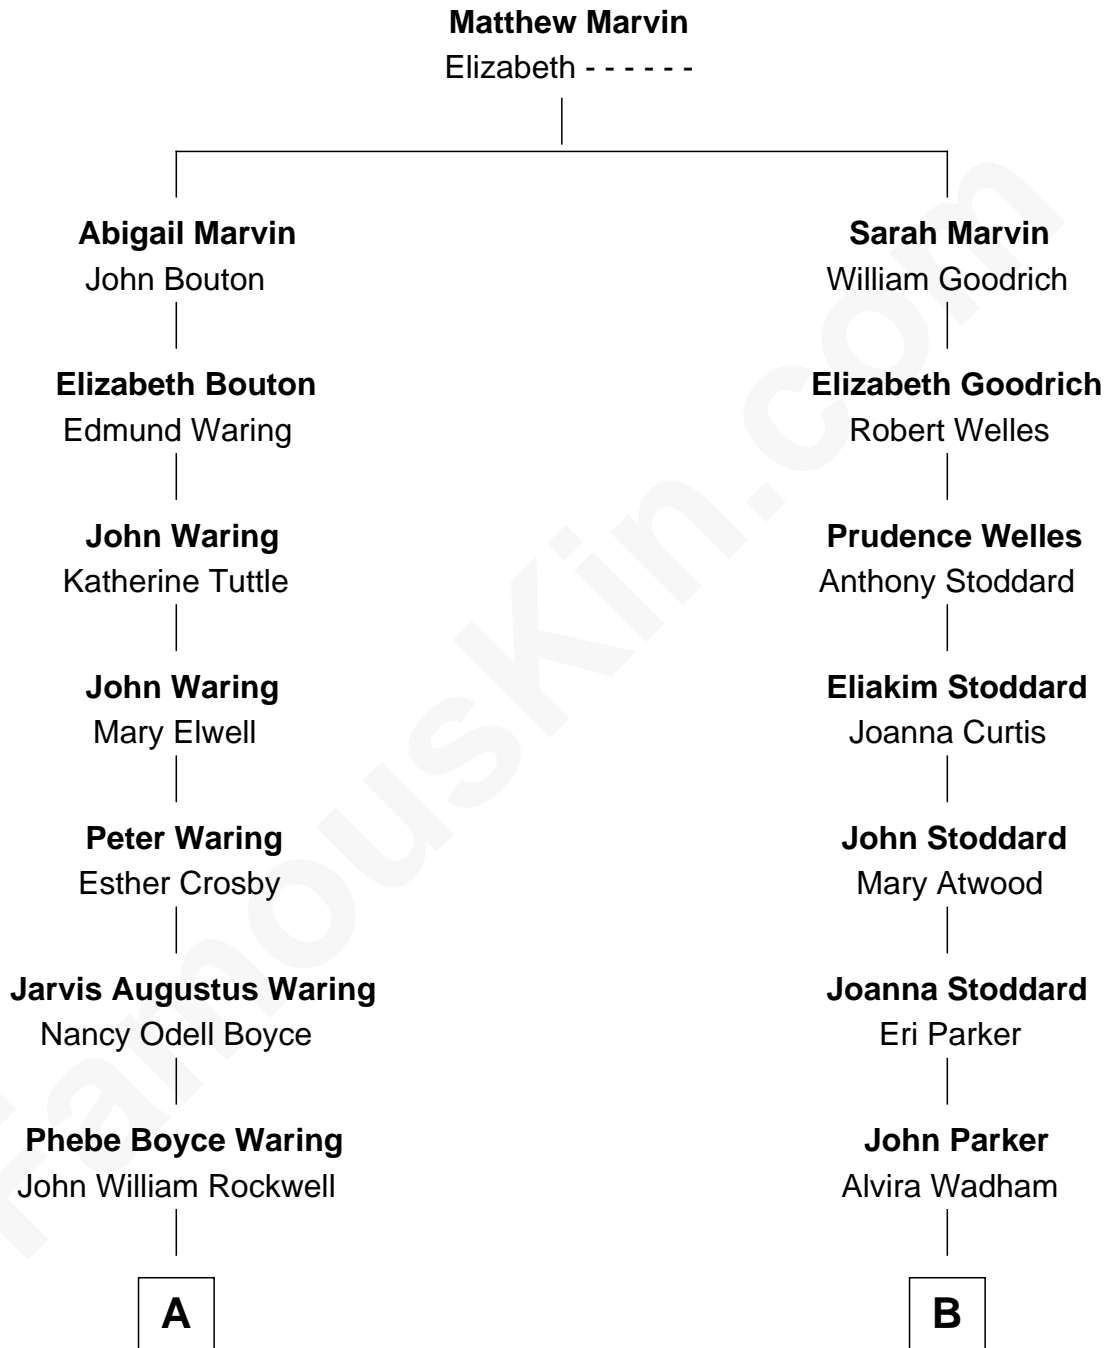 Matthew Marvin
Elizabeth - - - - - -
Abigail Marvin
John Bouton
Sarah Marvin
William Goodrich
Elizabeth Bouton
Edmund Waring
Elizabeth Goodrich
Robert Welles
John Waring
Katherine Tuttle
Prudence Welles
Anthony Stoddard
John Waring
Mary Elwell
Eliakim Stoddard
Joanna Curtis
Peter Waring
Esther Crosby
John Stoddard
Mary Atwood
Jarvis Augustus Waring
Nancy Odell Boyce
Joanna Stoddard
Eri Parker
Phebe Boyce Waring
John William Rockwell
John Parker
Alvira Wadham
A
B
FamousKin.com